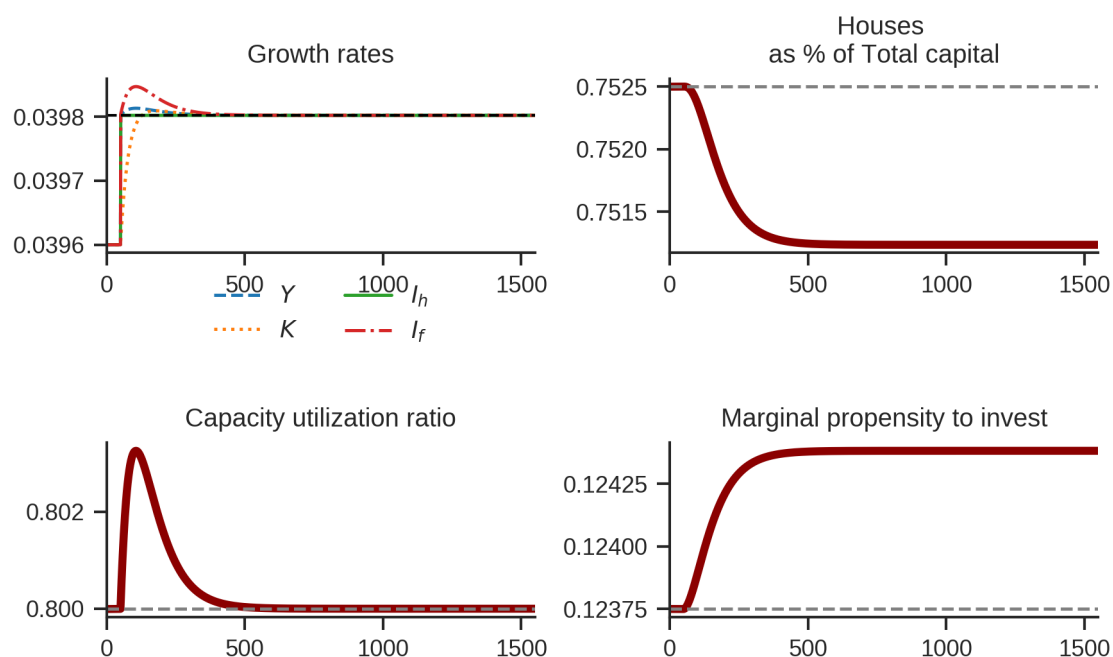 Growth rates
0.0398
0.0397
0.0396
0 500 1000 1500
Y I_h
K I_f
Houses
as % of Total capital
0.7525
0.7520
0.7515
0 500 1000 1500
Capacity utilization ratio
0.802
0.800
0 500 1000 1500
Marginal propensity to invest
0.12425
0.12400
0.12375
0 500 1000 1500